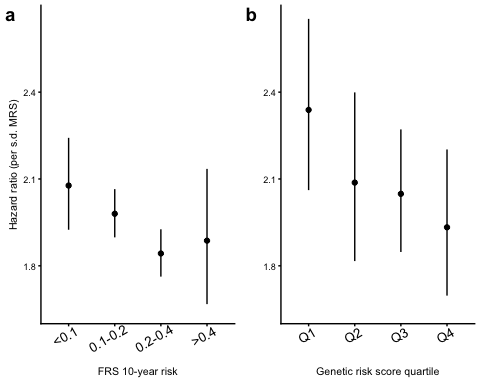 a
Hazard ratio (per s.d. MRS)
2.4
2.1
1.8
<0.1
0.1-0.2
0.2-0.4
>0.4
FRS 10-year risk
b
2.4
2.1
1.8
Q1
Q2
Q3
Q4
Genetic risk score quartile